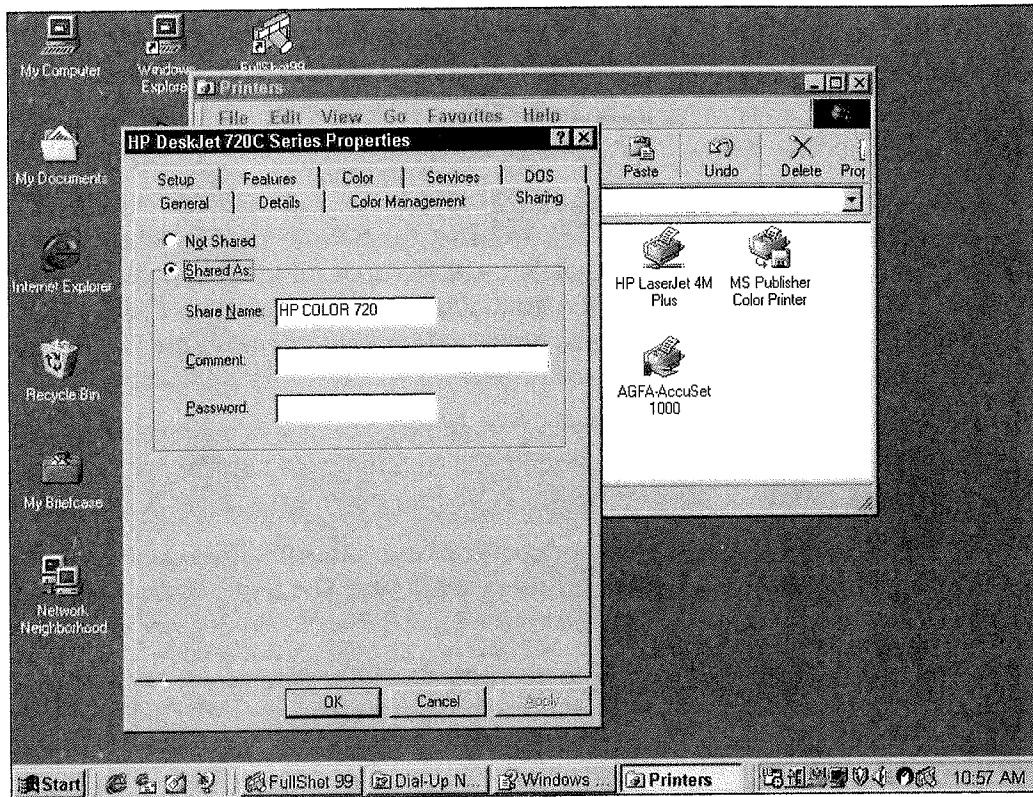 My Computer
Windows
Explore
FullShot99
Printers
File Edit View Go Favorites Help
HP DeskJet 720C Series Properties
Paste Undo Delete Prop
Setup Features Color Services DOS
General Details Color Management Sharing
My Documents
Not Shared
Shared As:
Share Name: HP COLOR 720
Comment:
Password:
HP LaserJet 4M
Plus
MS Publisher
Color Printer
AGFA-AccuSet
1000
Internet Explorer
Recycle Bin
My Briefcase
Network
Neighborhood
OK Cancel Apply
Start FullShot 99 Dial-Up N... Windows ... Printers 10:57 AM